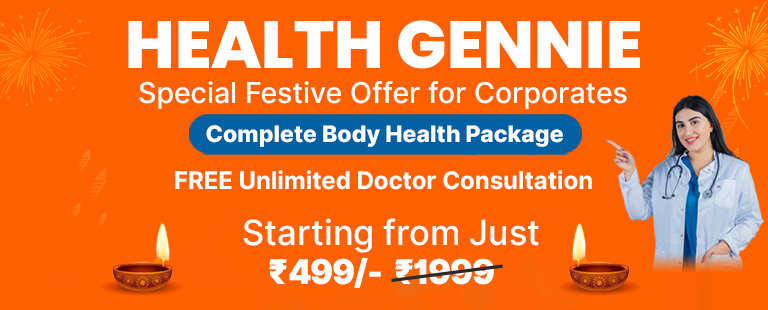 HEALTH GENNIE
Special Festive Offer for Corporates
Complete Body Health Package
FREE Unlimited Doctor Consultation
Starting from Just
₹499/- ₹1999